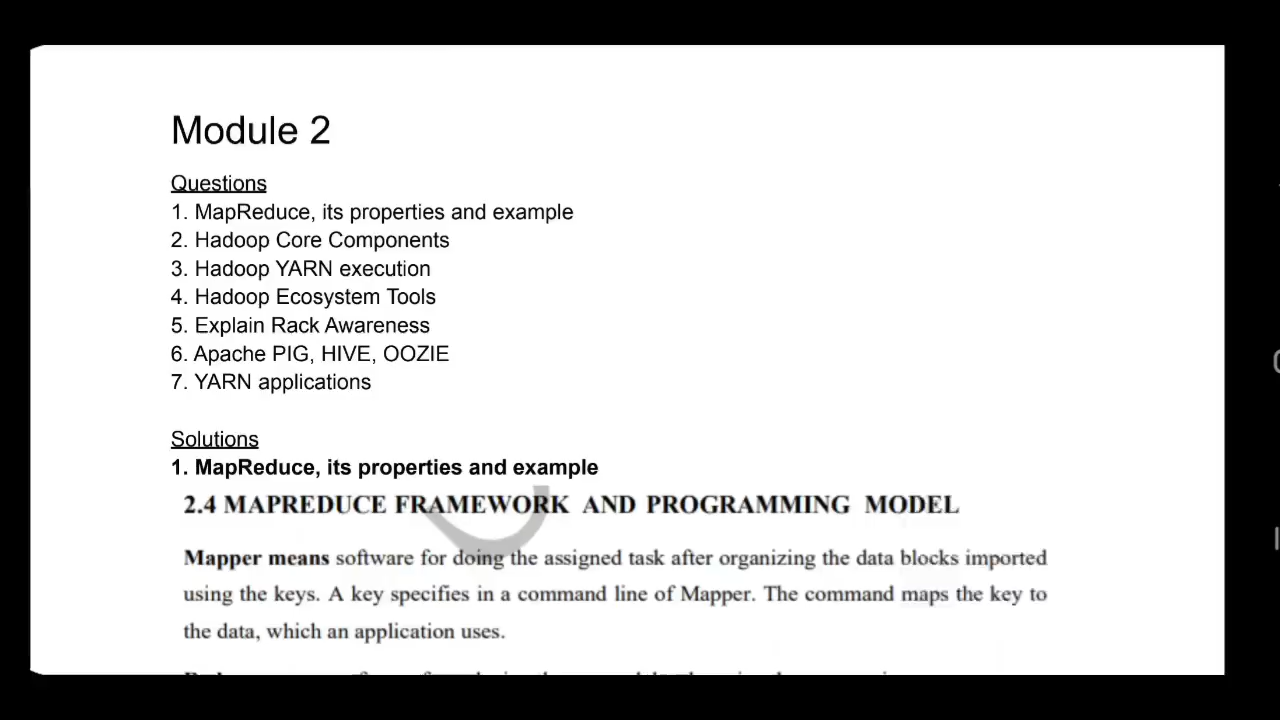 Module 2
Questions
1. MapReduce, its properties and example
2. Hadoop Core Components
3. Hadoop YARN execution
4. Hadoop Ecosystem Tools
5. Explain Rack Awareness
6. Apache PIG, HIVE, OOZIE
7. YARN applications
Solutions
1. MapReduce, its properties and example
2.4 MAPREDUCE FRAMEWORK AND PROGRAMMING MODEL
Mapper means software for doing the assigned task after organizing the data blocks imported
using the keys. A key specifies in a command line of Mapper. The command maps the key to
the data, which an application uses.